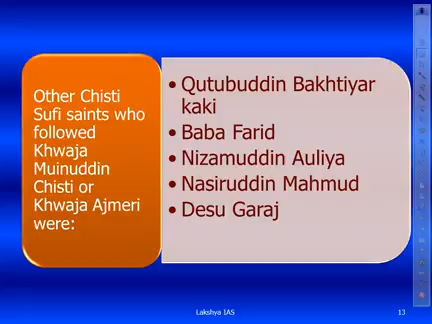 Other Chisti
Sufi saints who
followed
Khwaja
Muinuddin
Chisti or
Khwaja Ajmeri
were:
• Qutubuddin Bakhtiyar
kaki
• Baba Farid
• Nizamuddin Auliya
• Nasiruddin Mahmud
• Desu Garaj
Lakshya IAS
13